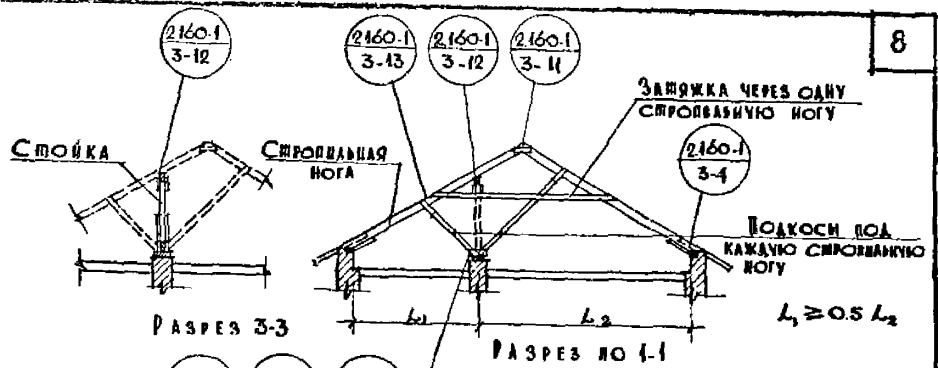 8
2160-1
3-12
2160-1
3-13
2160-1
3-12
2160-1
3-11
Затяжка через одну
стропильную ногу
Стойка
Стропильная
нога
2160-1
3-4
Подкоси под
каждую стропильную
ногу
L₁
L₂
L₁ ≥ 0.5 L₂
Разрез 3-3
Разрез по 1-1